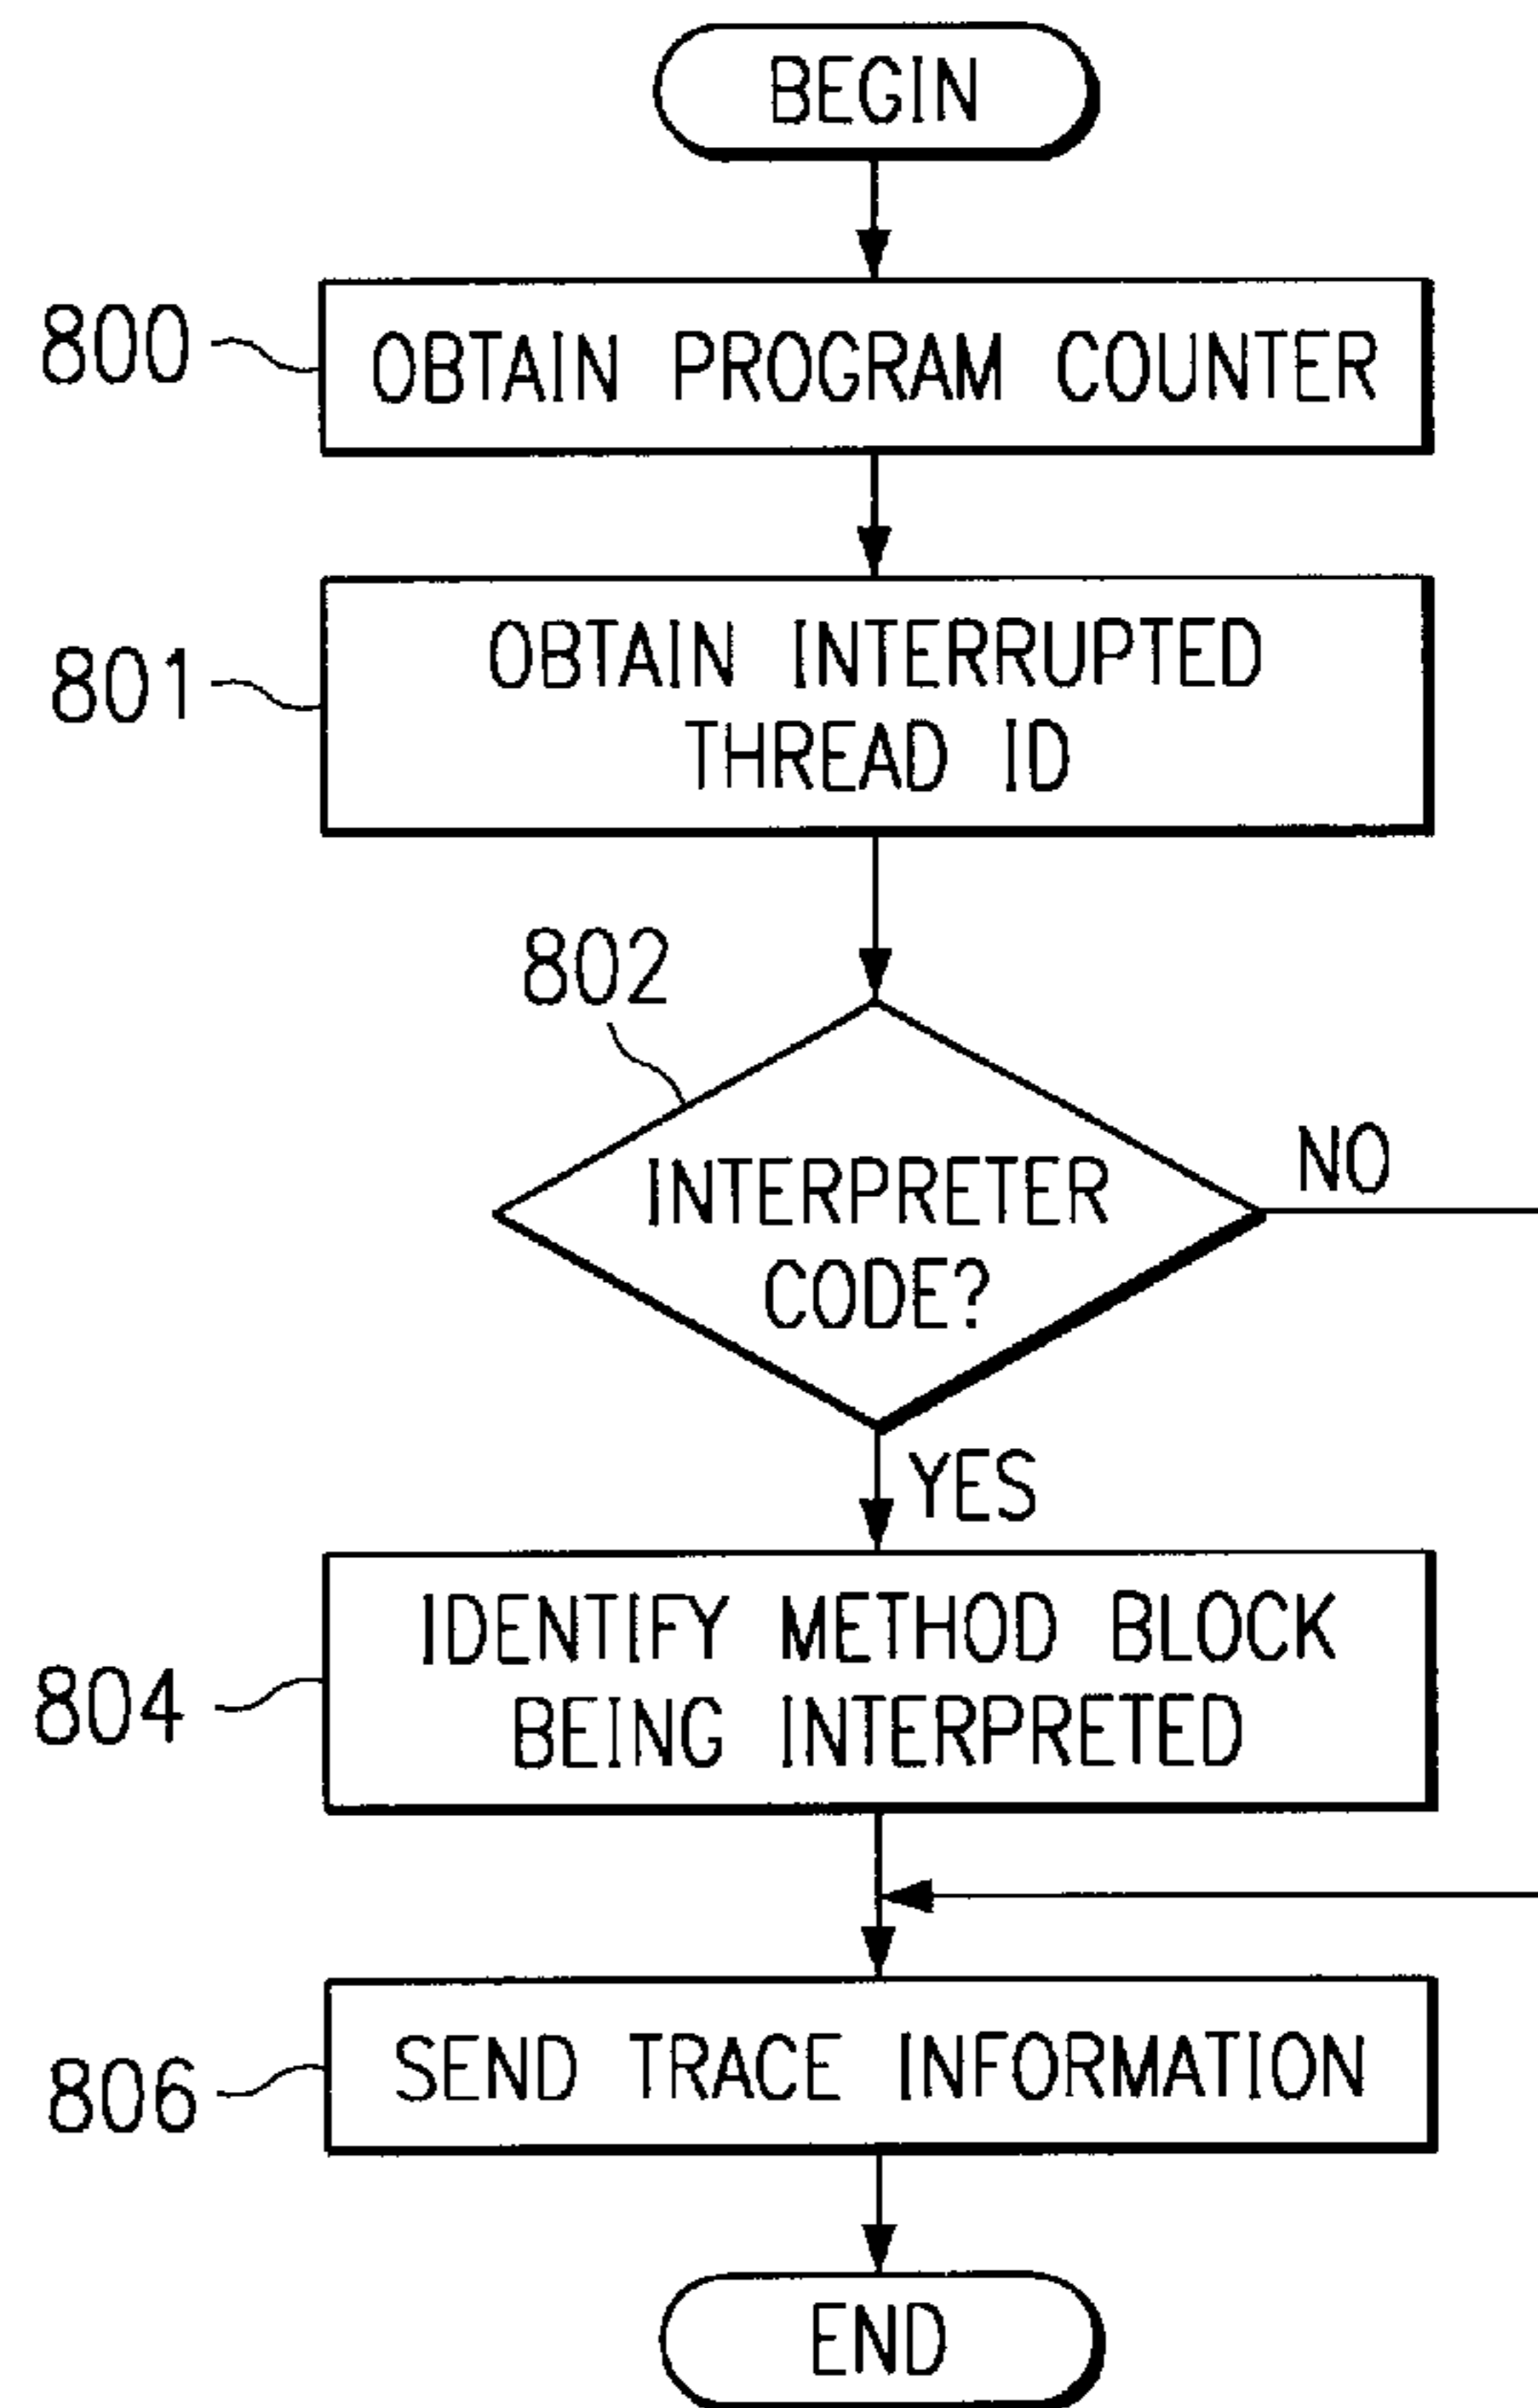 BEGIN
800
OBTAIN PROGRAM COUNTER
801
OBTAIN INTERRUPTED
THREAD ID
802
INTERPRETER
CODE?
NO
YES
804
IDENTIFY METHOD BLOCK
BEING INTERPRETED
806
SEND TRACE INFORMATION
END